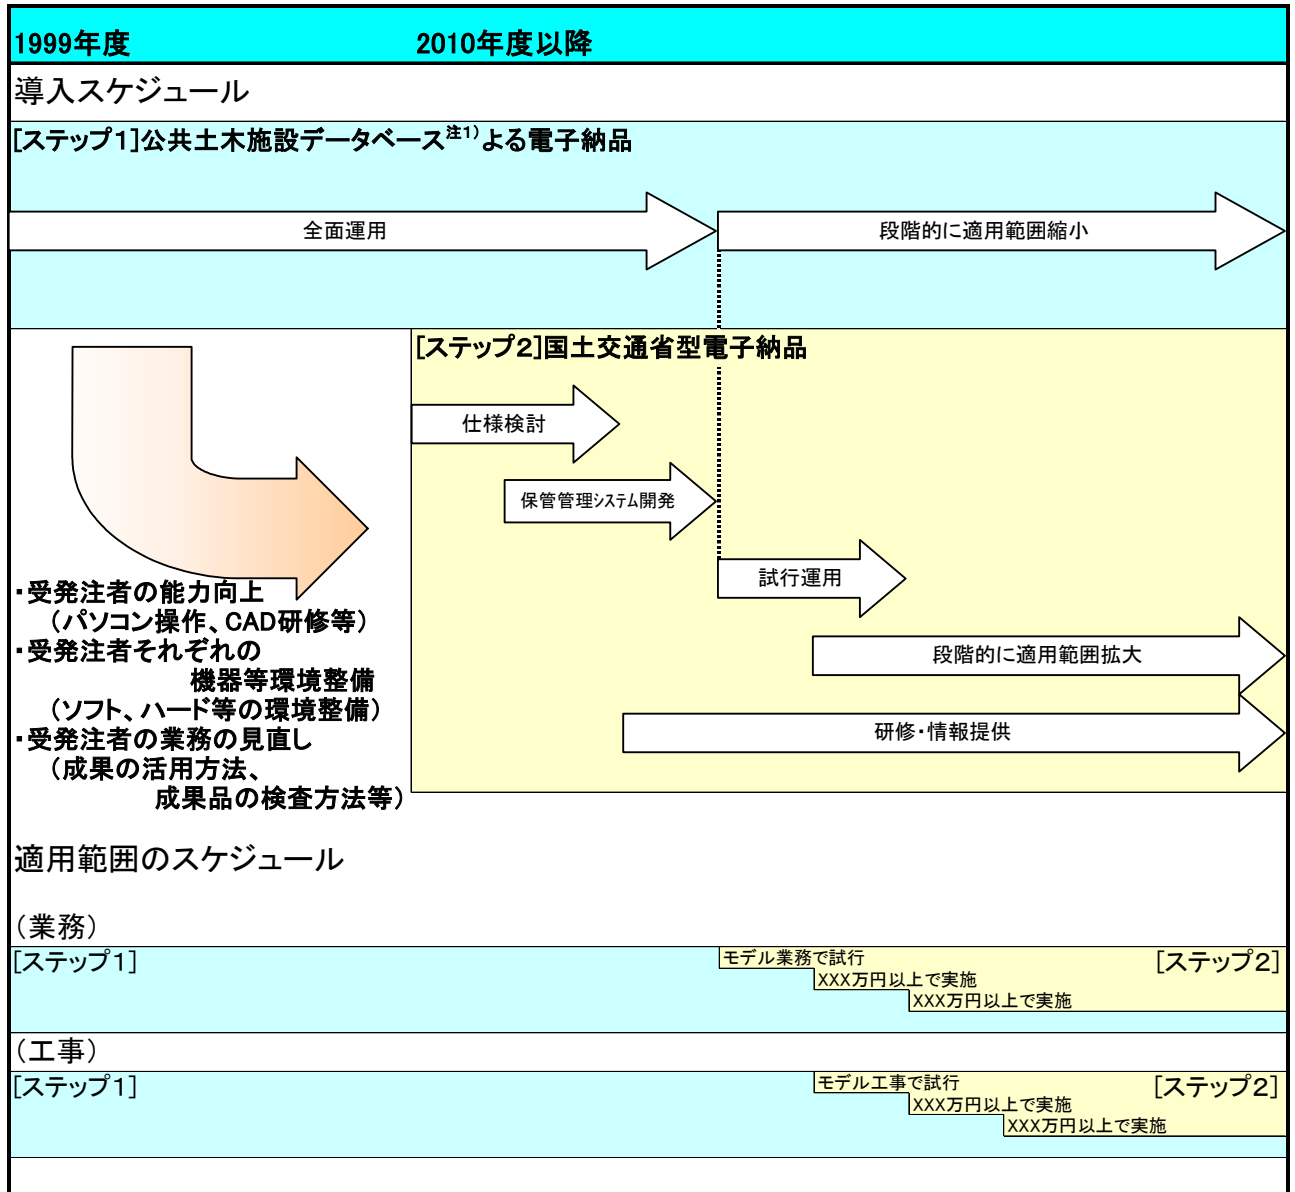 1999年度 2010年度以降
導入スケジュール
[ステップ1]公共土木施設データベース注1)よる電子納品
全面運用 段階的に適用範囲縮小
[ステップ2]国土交通省型電子納品
仕様検討
保管管理ｼｽﾃﾑ開発
試行運用
段階的に適用範囲拡大
研修・情報提供
・受発注者の能力向上
（パソコン操作、CAD研修等）
・受発注者それぞれの
機器等環境整備
（ソフト、ハード等の環境整備）
・受発注者の業務の見直し
（成果の活用方法、
成果品の検査方法等）
適用範囲のスケジュール
（業務）
[ステップ1] モデル業務で試行 [ステップ2]
XXX万円以上で実施
XXX万円以上で実施
（工事）
[ステップ1] モデル工事で試行 [ステップ2]
XXX万円以上で実施
XXX万円以上で実施